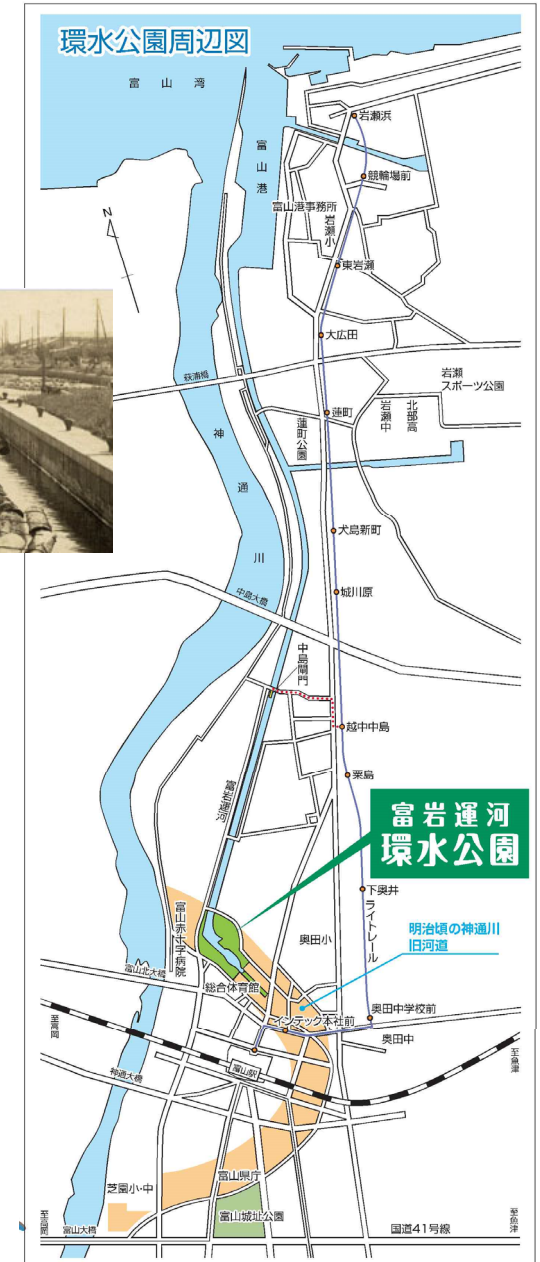 環水公園周辺図
富山湾
富山港
岩瀬浜
競輪場前
富山港事務所
岩瀬小
東岩瀬
大広田
萩浦橋
岩瀬
スポーツ公園
蓮町
蓮町公園
岩瀬中
北部高
神通川
犬島新町
城川原
中島大橋
中島閘門
越中中島
粟島
富岩運河
富岩運河
環水公園
下奥井
ライトレール
富山赤十字病院
奥田小
明治頃の神通川
旧河道
富山北大橋
総合体育館
インテック本社前
奥田中学校前
奥田中
至高岡
至魚津
神通大橋
富山駅
芝園小・中
富山県庁
富山城址公園
至高岡
富山大橋
国道41号線
至魚津
N